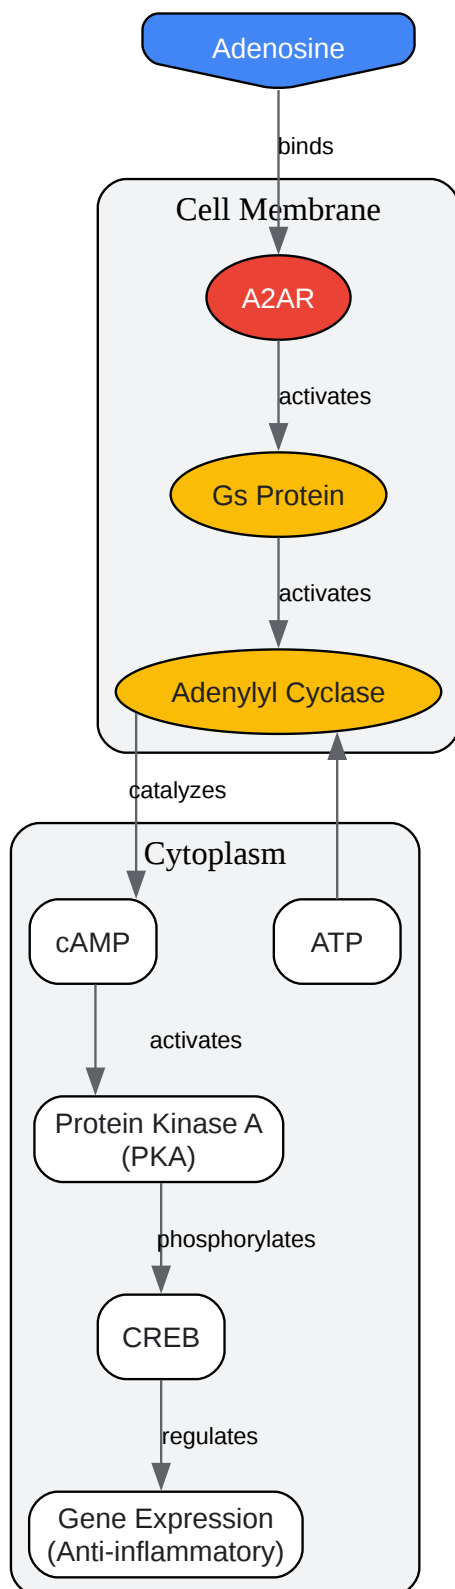 Adenosine
binds
Cell Membrane
A2AR
activates
Gs Protein
activates
Adenylyl Cyclase
catalyzes
Cytoplasm
cAMP
ATP
activates
Protein Kinase A
(PKA)
phosphorylates
CREB
regulates
Gene Expression
(Anti-inflammatory)